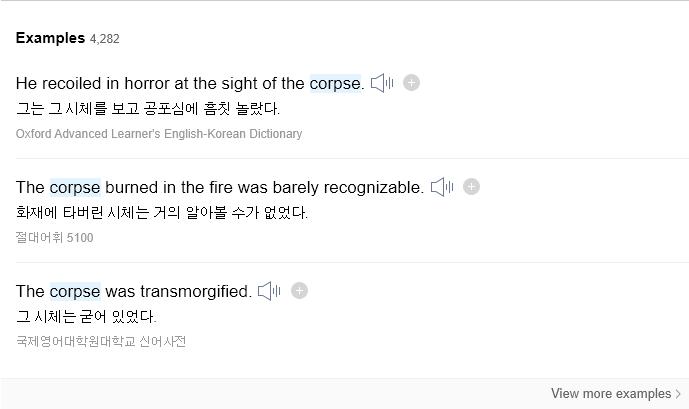 Examples 4,282
He recoiled in horror at the sight of the corpse.
그는 그 시체를 보고 공포심에 흠칫 놀랐다.
Oxford Advanced Learner's English-Korean Dictionary
The corpse burned in the fire was barely recognizable.
화재에 타버린 시체는 거의 알아볼 수가 없었다.
절대어휘 5100
The corpse was transmorgified.
그 시체는 굳어 있었다.
국제영어대학원대학교 신어사전
View more examples